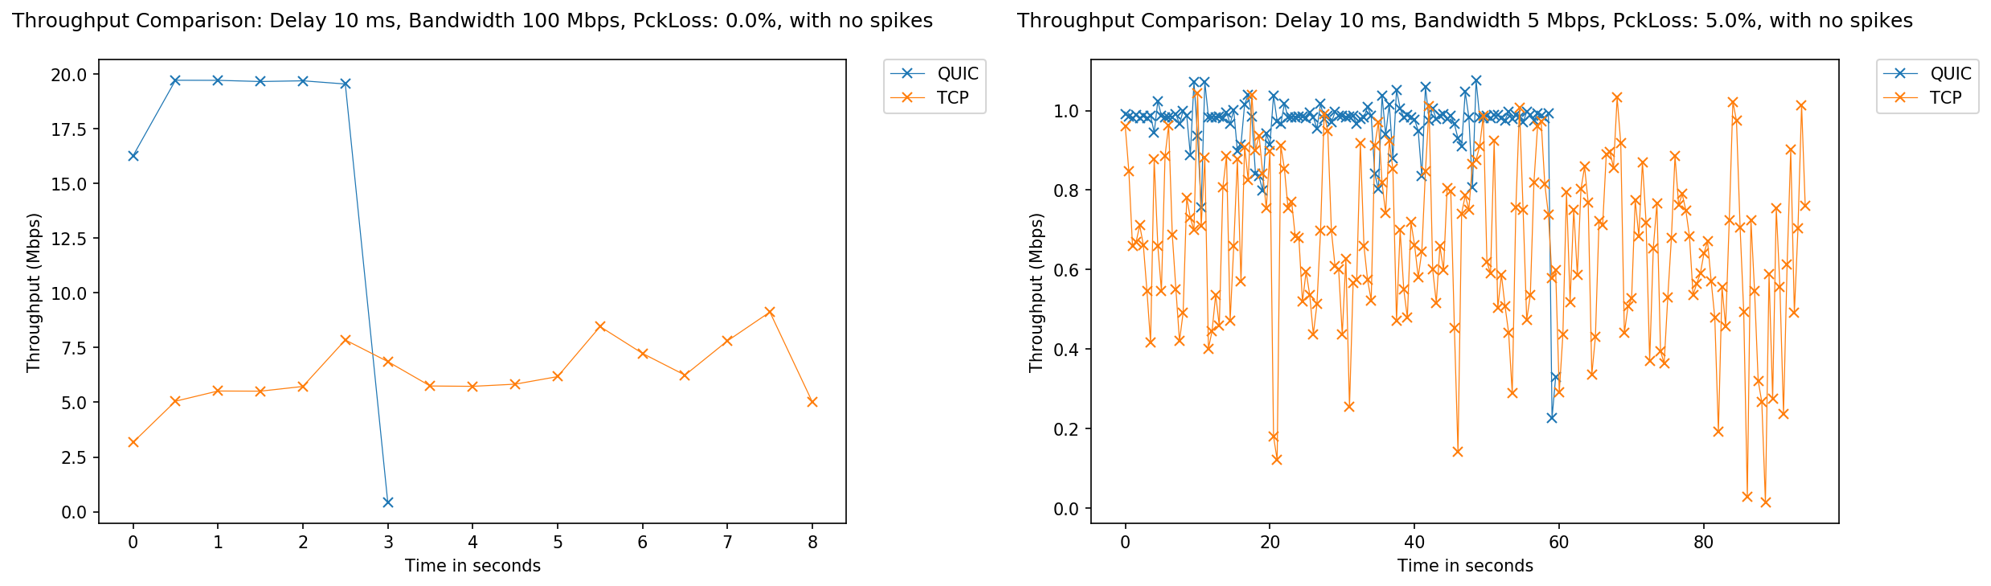 Throughput Comparison: Delay 10 ms, Bandwidth 100 Mbps, PckLoss: 0.0%, with no spikes
QUIC
TCP
Throughput (Mbps)
20.0
17.5
15.0
12.5
10.0
7.5
5.0
2.5
0.0
0 1 2 3 4 5 6 7 8
Time in seconds
Throughput Comparison: Delay 10 ms, Bandwidth 5 Mbps, PckLoss: 5.0%, with no spikes
QUIC
TCP
Throughput (Mbps)
1.0
0.8
0.6
0.4
0.2
0.0
0 20 40 60 80
Time in seconds